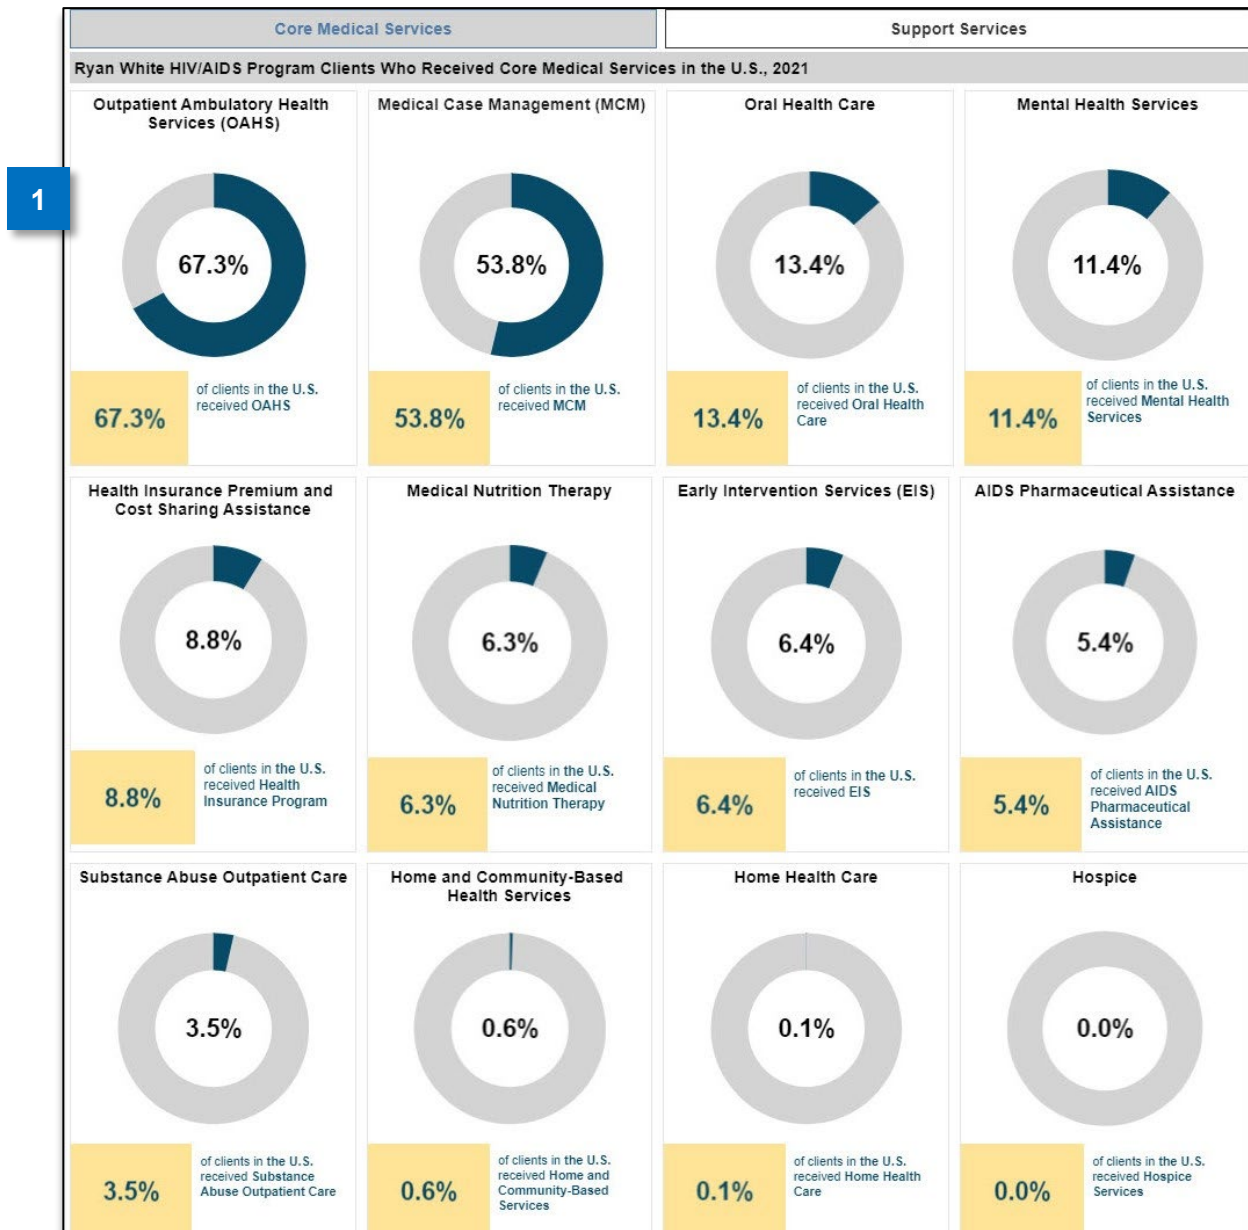 Core Medical Services
Support Services
Ryan White HIV/AIDS Program Clients Who Received Core Medical Services in the U.S., 2021
1
Outpatient Ambulatory Health
Services (OAHS)
67.3%
67.3%
of clients in the U.S.
received OAHS
Medical Case Management (MCM)
53.8%
53.8%
of clients in the U.S.
received MCM
Oral Health Care
13.4%
13.4%
of clients in the U.S.
received Oral Health
Care
Mental Health Services
11.4%
11.4%
of clients in the U.S.
received Mental Health
Services
Health Insurance Premium and
Cost Sharing Assistance
8.8%
8.8%
of clients in the U.S.
received Health
Insurance Program
Medical Nutrition Therapy
6.3%
6.3%
of clients in the U.S.
received Medical
Nutrition Therapy
Early Intervention Services (EIS)
6.4%
6.4%
of clients in the U.S.
received EIS
AIDS Pharmaceutical Assistance
5.4%
5.4%
of clients in the U.S.
received AIDS
Pharmaceutical
Assistance
Substance Abuse Outpatient Care
3.5%
3.5%
of clients in the U.S.
received Substance
Abuse Outpatient Care
Home and Community-Based
Health Services
0.6%
0.6%
of clients in the U.S.
received Home and
Community-Based
Services
Home Health Care
0.1%
0.1%
of clients in the U.S.
received Home Health
Care
Hospice
0.0%
0.0%
of clients in the U.S.
received Hospice
Services